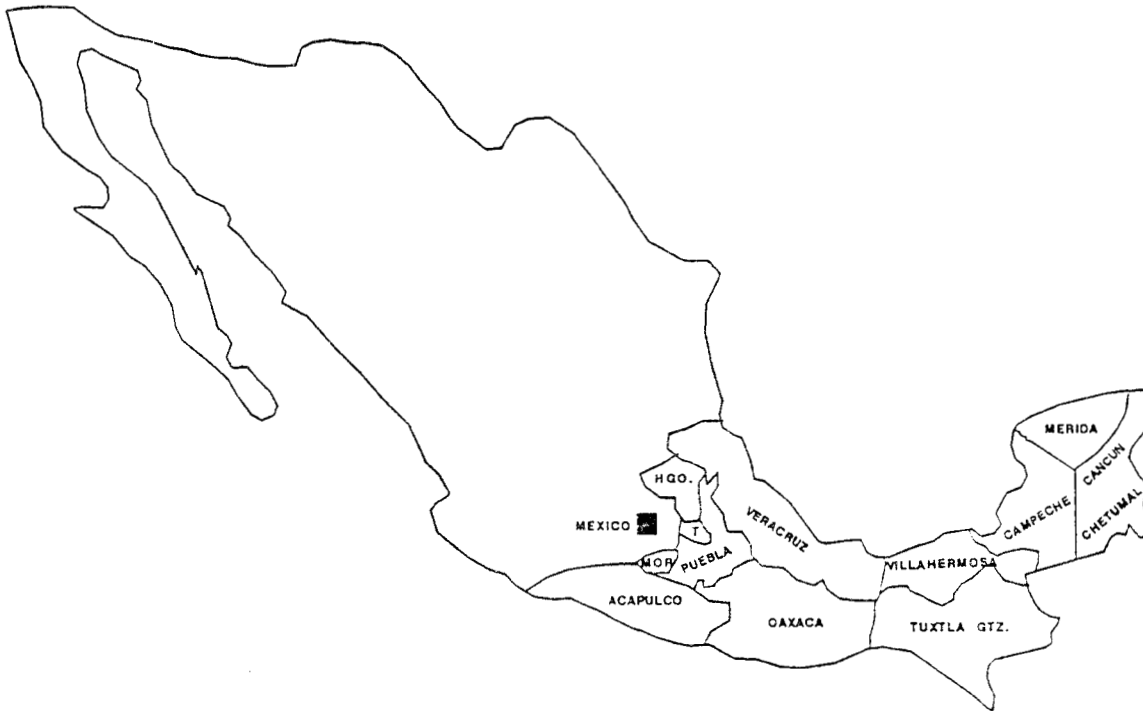 MERIDA
CANCUN
HGO.
VERACRUZ
CAMPECHE
CHETUMAL
MEXICO
T
MOR
PUEBLA
VILLAHERMOSA
ACAPULCO
OAXACA
TUXTLA GTZ.